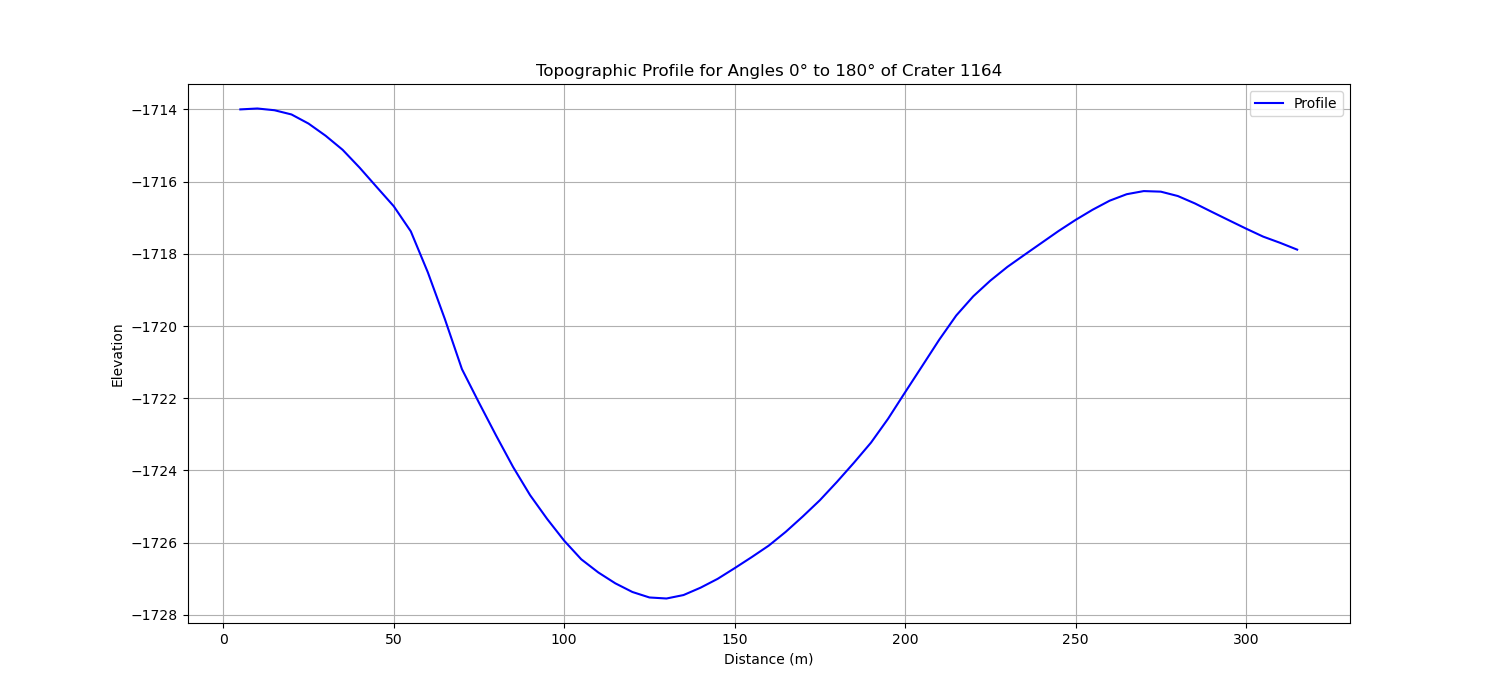 Topographic Profile for Angles 0° to 180° of Crater 1164
Profile
Elevation
−1714
−1716
−1718
−1720
−1722
−1724
−1726
−1728
0 50 100 150 200 250 300
Distance (m)